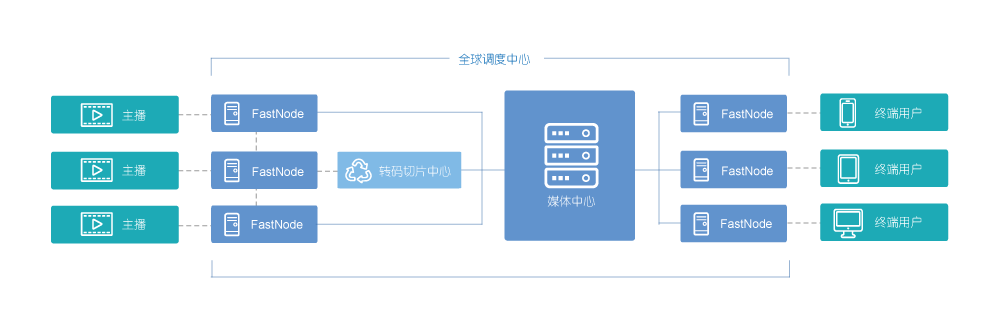 全球调度中心
主播
FastNode
FastNode
终端用户
主播
FastNode
转码切片中心
媒体中心
FastNode
终端用户
主播
FastNode
FastNode
终端用户